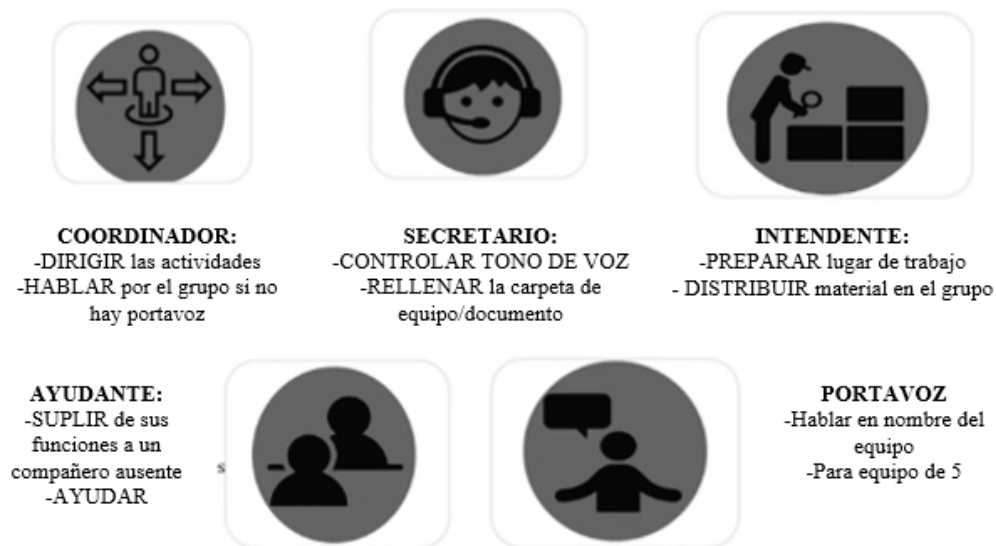 COORDINADOR:
-DIRIGIR las actividades
-HABLAR por el grupo si no
hay portavoz
SECRETARIO:
-CONTROLAR TONO DE VOZ
-RELLENAR la carpeta de
equipo/documento
INTENDENTE:
-PREPARAR lugar de trabajo
- DISTRIBUIR material en el grupo
AYUDANTE:
-SUPLIR de sus
funciones a un
compañero ausente
-AYUDAR
s
PORTAVOZ
-Hablar en nombre del
equipo
-Para equipo de 5